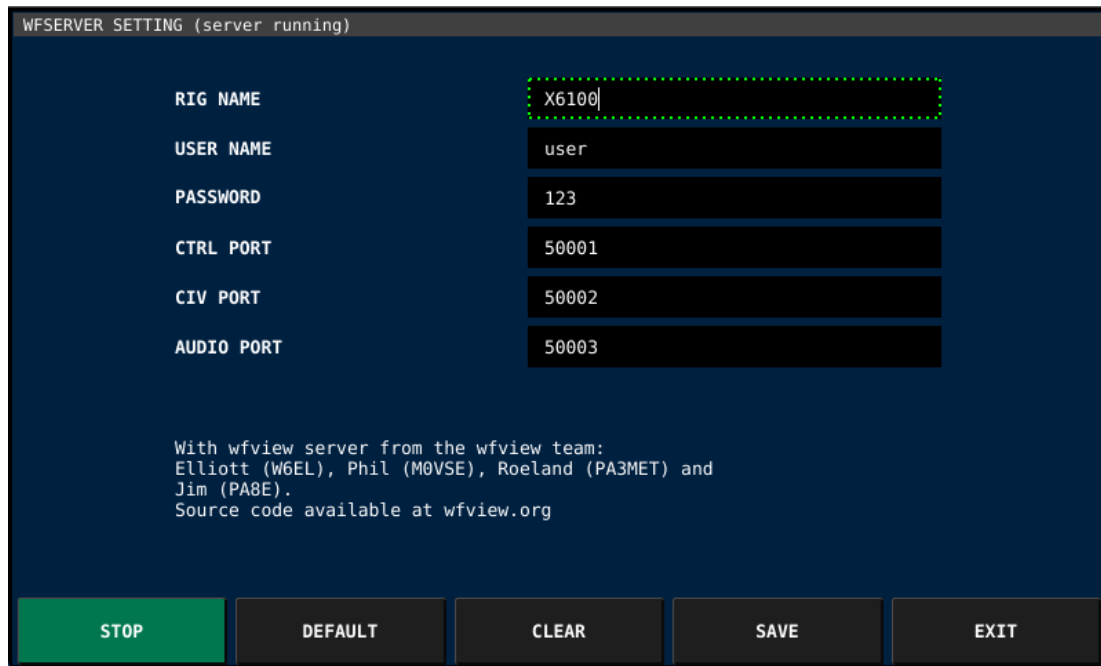 WFSERVER SETTING (server running)
RIG NAME X6100
USER NAME user
PASSWORD 123
CTRL PORT 50001
CIV PORT 50002
AUDIO PORT 50003
With wfview server from the wfview team:
Elliott (W6EL), Phil (M0VSE), Roeland (PA3MET) and
Jim (PA8E).
Source code available at wfview.org
STOP DEFAULT CLEAR SAVE EXIT